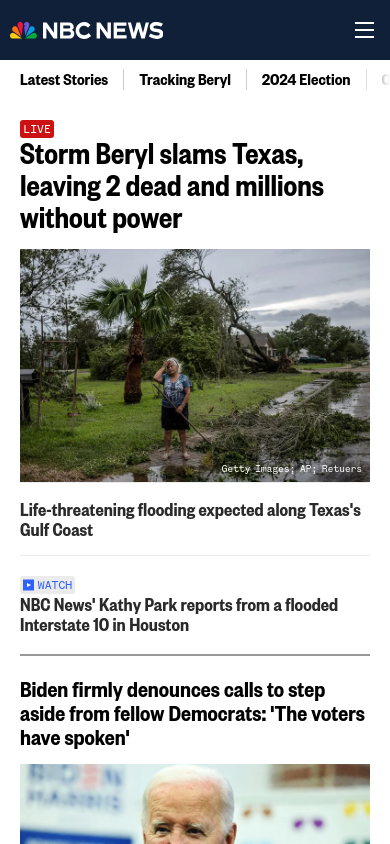 NBC NEWS
Latest Stories
Tracking Beryl
2024 Election
LIVE
Storm Beryl slams Texas,
leaving 2 dead and millions
without power
Getty Images; AP; Retuers
Life-threatening flooding expected along Texas's
Gulf Coast
WATCH
NBC News' Kathy Park reports from a flooded
Interstate 10 in Houston
Biden firmly denounces calls to step
aside from fellow Democrats: 'The voters
have spoken'